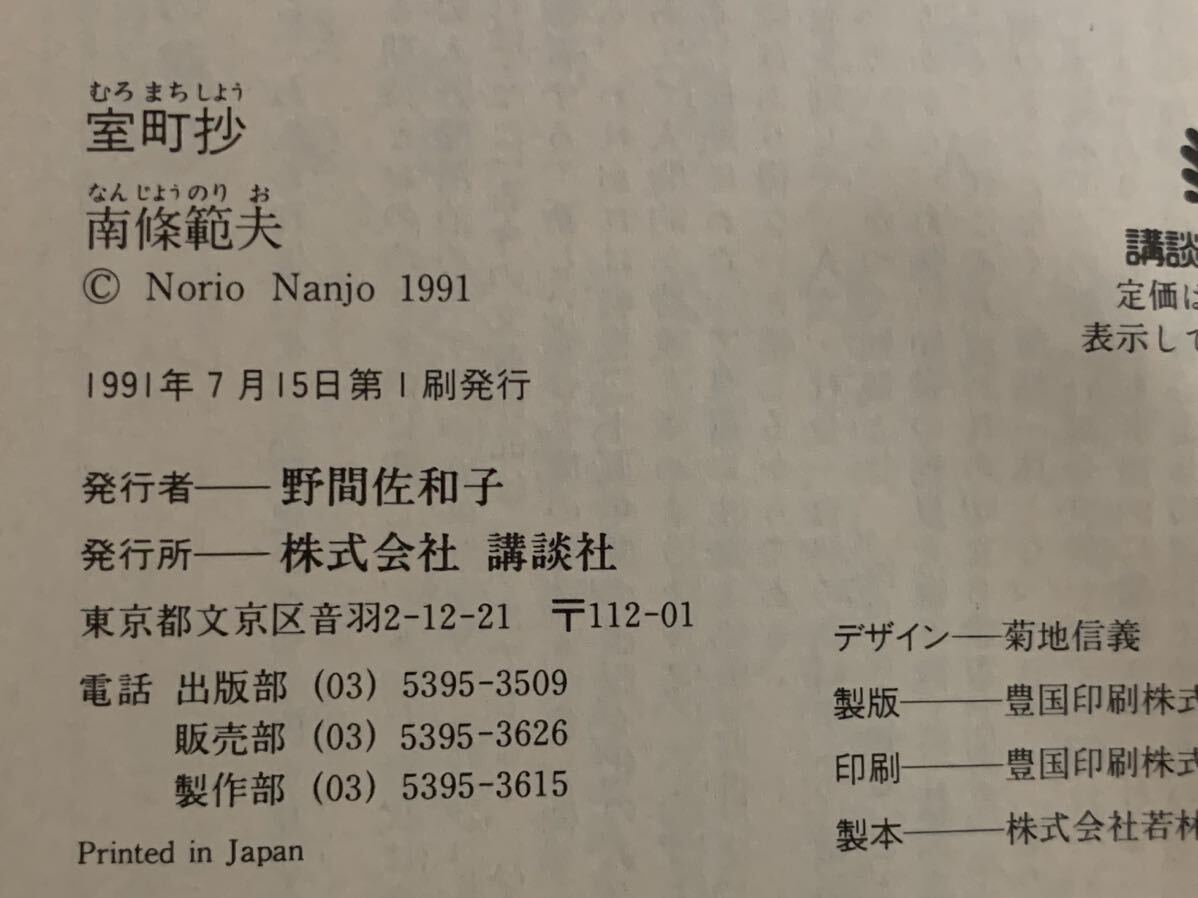 むろまちしよう
室町抄
なんじようのりお
南條範夫
© Norio Nanjo 1991
1991年7月15日第1刷発行
発行者――野間佐和子
発行所――株式会社 講談社
東京都文京区音羽2-12-21 〒112-01
電話 出版部 (03) 5395-3509
販売部 (03) 5395-3626
製作部 (03) 5395-3615
Printed in Japan
講談
定価は
表示して
デザイン――菊地信義
製版――豊国印刷株式
印刷――豊国印刷株式
製本――株式会社若林